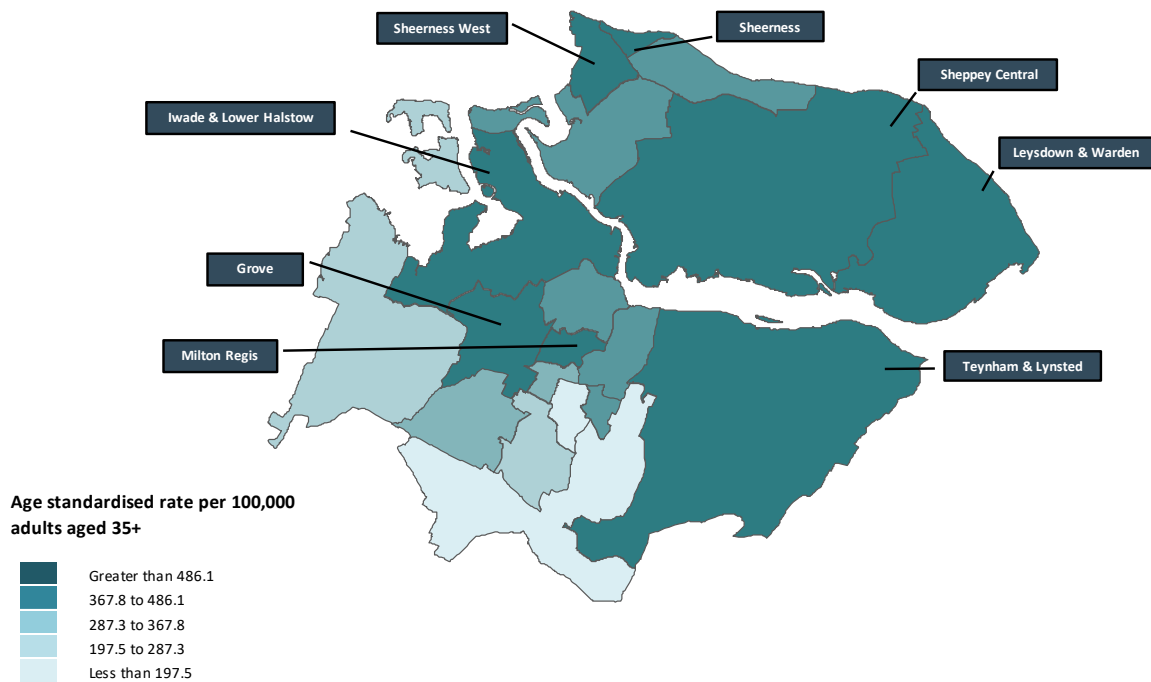 Sheerness West
Sheerness
Sheppey Central
Iwade & Lower Halstow
Leysdown & Warden
Grove
Milton Regis
Teynham & Lynsted
Age standardised rate per 100,000
adults aged 35+
Greater than 486.1
367.8 to 486.1
287.3 to 367.8
197.5 to 287.3
Less than 197.5